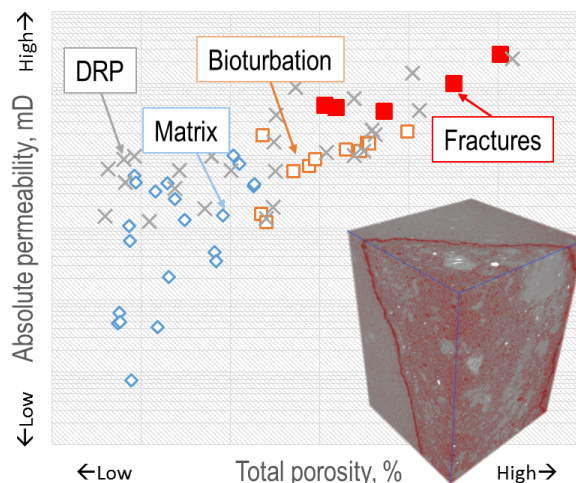 High→
DRP
Bioturbation
Matrix
Fractures
Absolute permeability, mD
←Low
←Low
Total porosity, %
High→